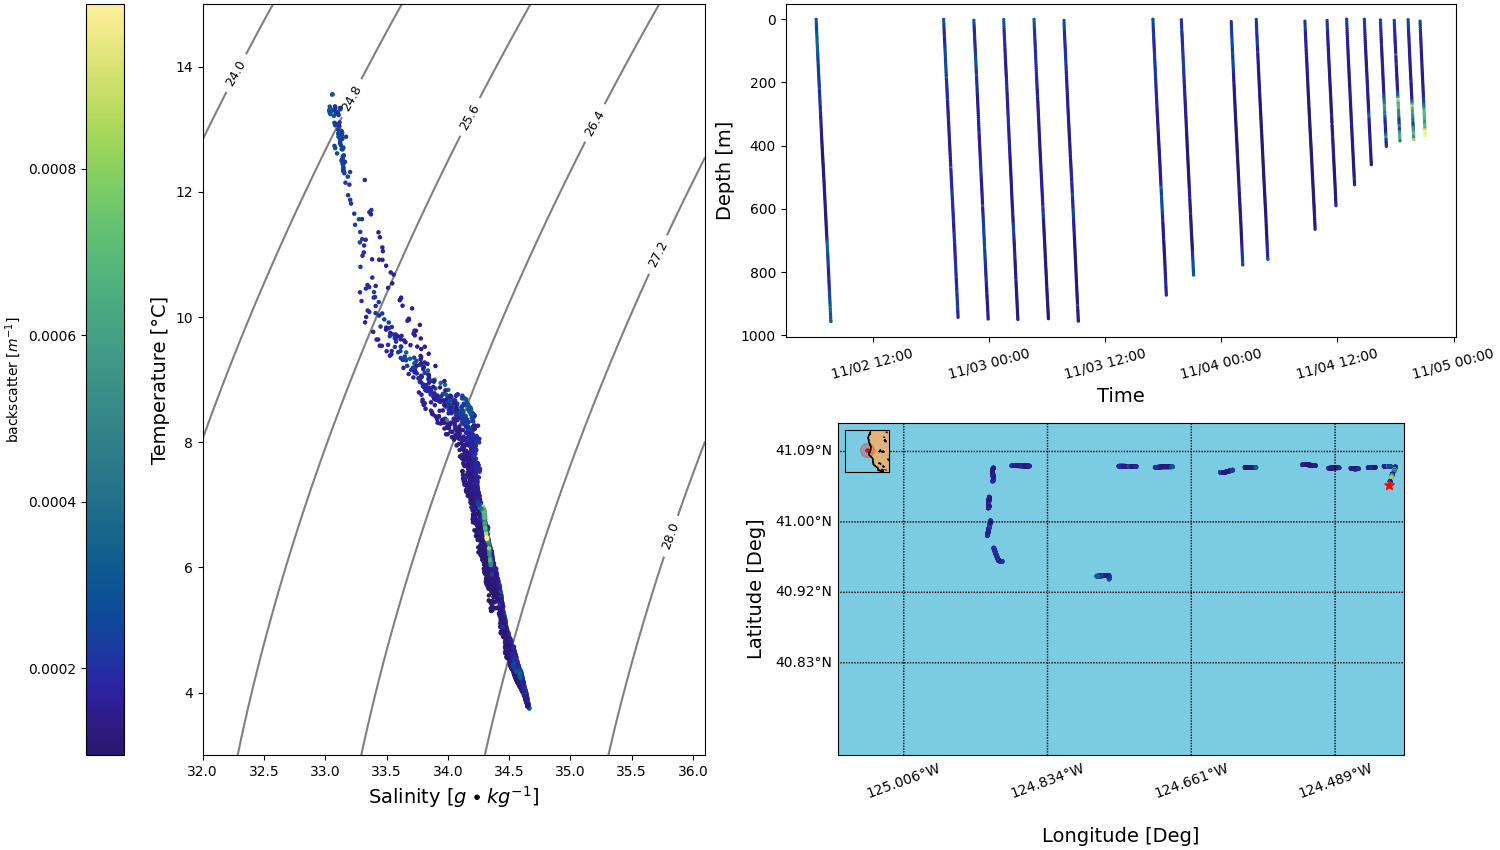 backscatter [m⁻¹]
0.0008
0.0006
0.0004
0.0002
Temperature [°C]
14
12
10
8
6
4
24.0
24.8
25.6
26.4
27.2
28.0
32.0 32.5 33.0 33.5 34.0 34.5 35.0 35.5 36.0
Salinity [g • kg⁻¹]
Depth [m]
0
200
400
600
800
1000
11/02 12:00 11/03 00:00 11/03 12:00 11/04 00:00 11/04 12:00 11/05 00:00
Time
Latitude [Deg]
41.09°N
41.00°N
40.92°N
40.83°N
125.006°W 124.834°W 124.661°W 124.489°W
Longitude [Deg]